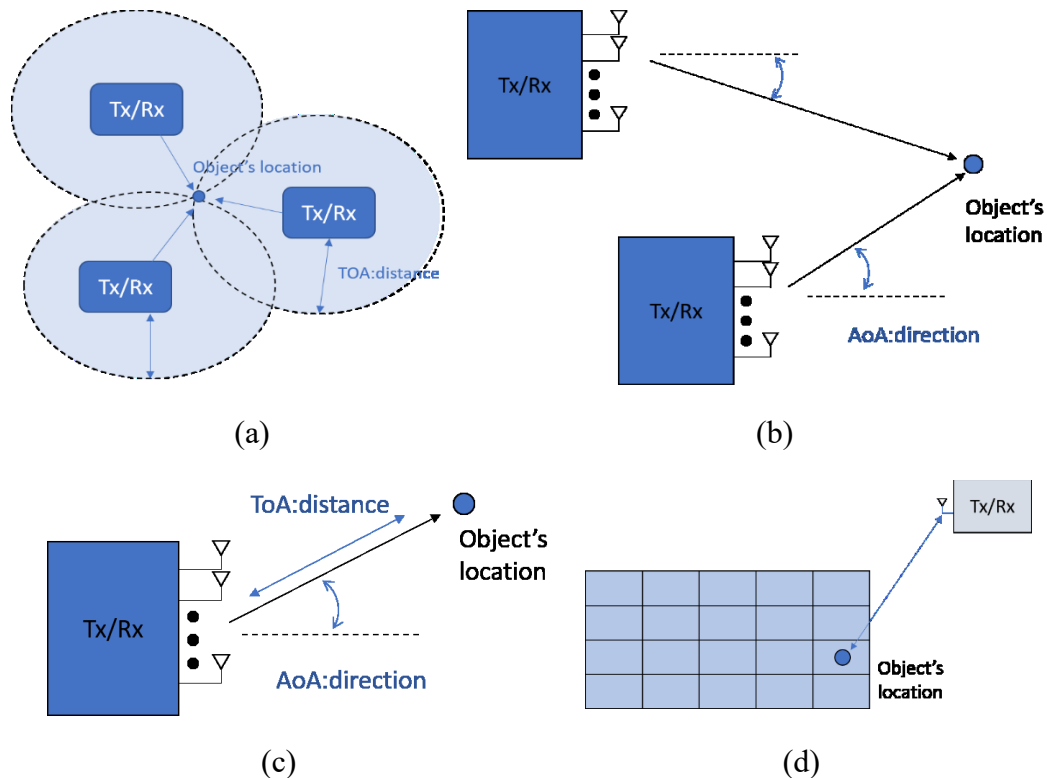 Tx/Rx
Object's location
Tx/Rx
TOA:distance
Tx/Rx
(a)
Tx/Rx
Object's
location
Tx/Rx
AoA:direction
(b)
ToA:distance
Object's
location
Tx/Rx
AoA:direction
(c)
Tx/Rx
Object's
location
(d)